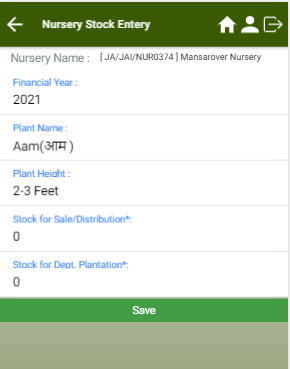 Nursery Stock Entery
Nursery Name : [ JA/JAI/NUR0374 ] Mansarover Nursery
Financial Year :
2021
Plant Name :
Aam(आम )
Plant Height :
2-3 Feet
Stock for Sale/Distribution*:
0
Stock for Dept. Plantation*:
0
Save